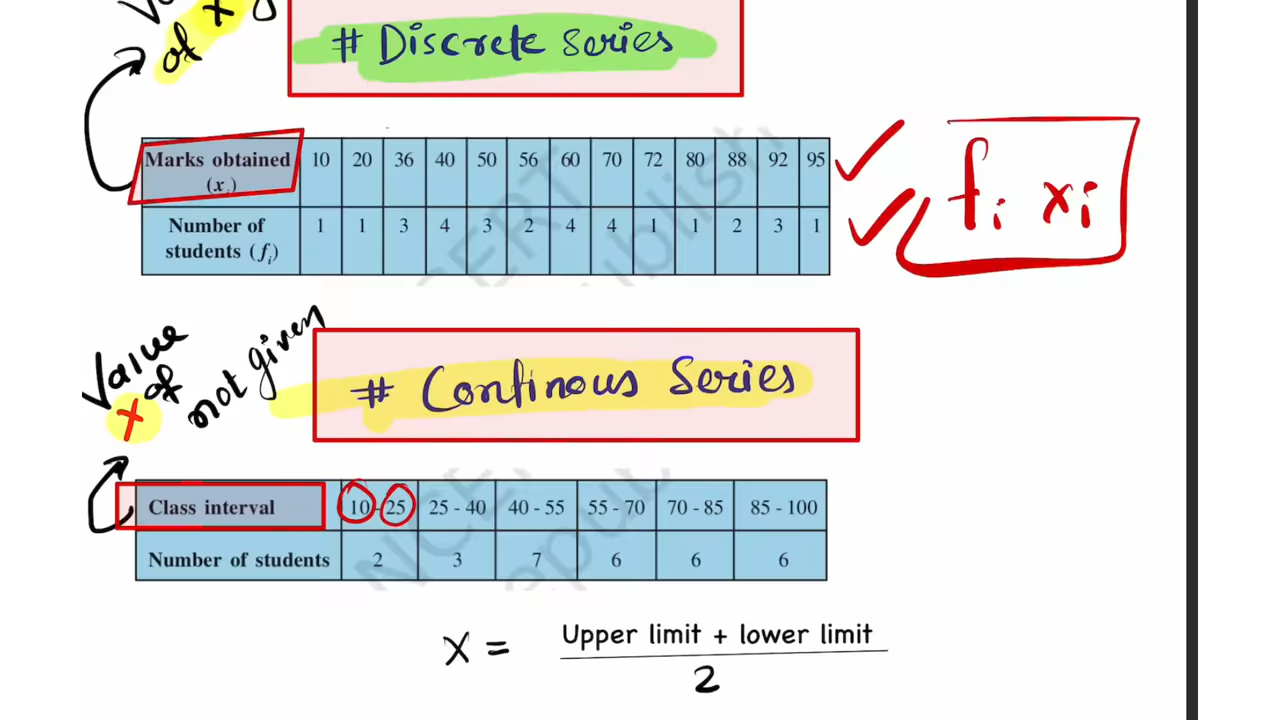 of x
# Discrete Series
Marks obtained (x i) 10 20 36 40 50 56 60 70 72 80 88 92 95
Number of students (f i) 1 1 3 4 3 2 4 4 1 1 2 3 1
fi xi
Value of x not given
# Continous Series
Class interval 10 - 25 25 - 40 40 - 55 55 - 70 70 - 85 85 - 100
Number of students 2 3 7 6 6 6
X = Upper limit + lower limit
2